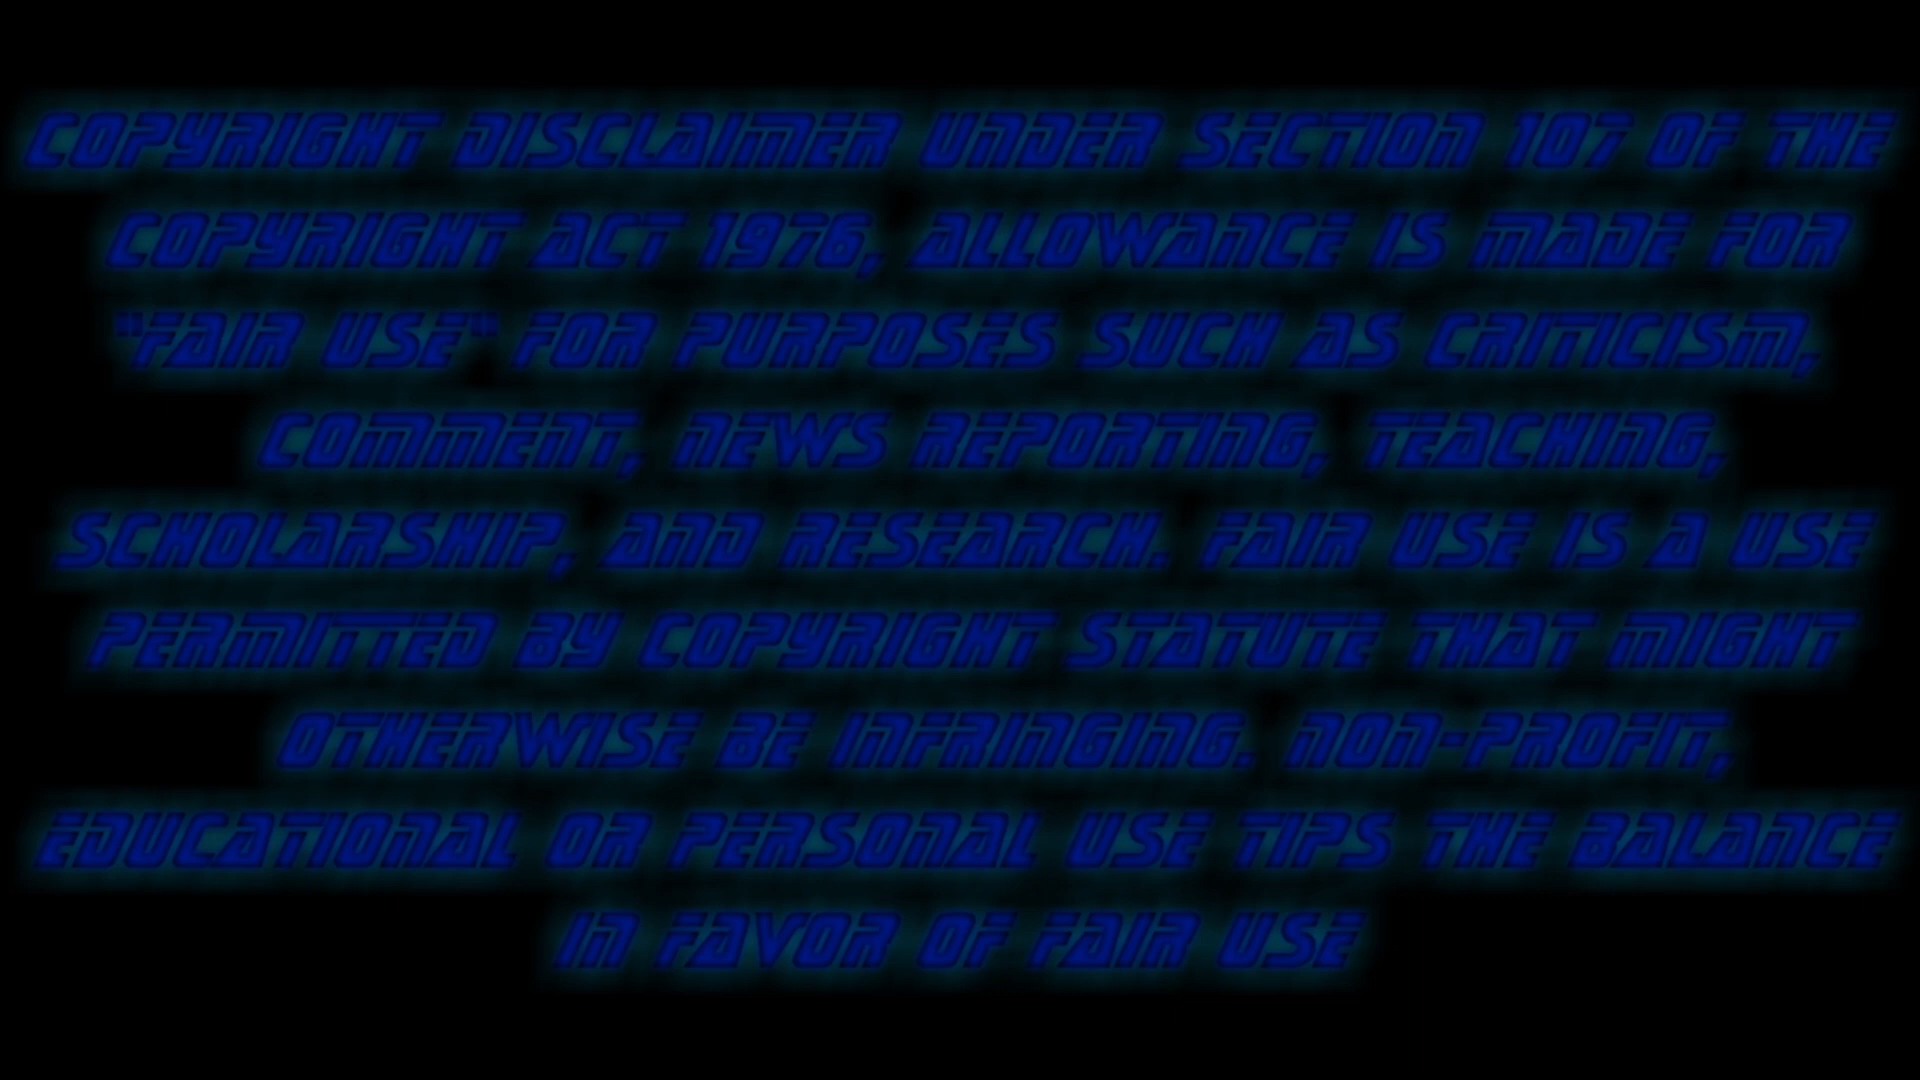 COPYRIGHT DISCLAIMER UNDER SECTION 107 OF THE
COPYRIGHT ACT 1976, ALLOWANCE IS MADE FOR
"FAIR USE" FOR PURPOSES SUCH AS CRITICISM,
COMMENT, NEWS REPORTING, TEACHING,
SCHOLARSHIP, AND RESEARCH. FAIR USE IS A USE
PERMITTED BY COPYRIGHT STATUTE THAT MIGHT
OTHERWISE BE INFRINGING. NON-PROFIT,
EDUCATIONAL OR PERSONAL USE TIPS THE BALANCE
IN FAVOR OF FAIR USE